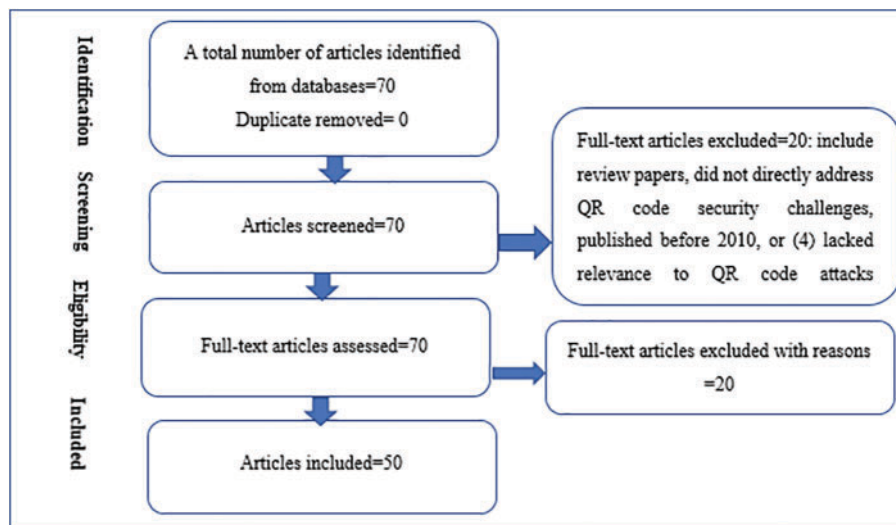 Identification
Screening
Eligibility
Included
A total number of articles identified
from databases=70
Duplicate removed= 0
Full-text articles excluded=20: include
review papers, did not directly address
QR code security challenges,
published before 2010, or (4) lacked
relevance to QR code attacks
Articles screened=70
Full-text articles assessed=70
Full-text articles excluded with reasons
=20
Articles included=50